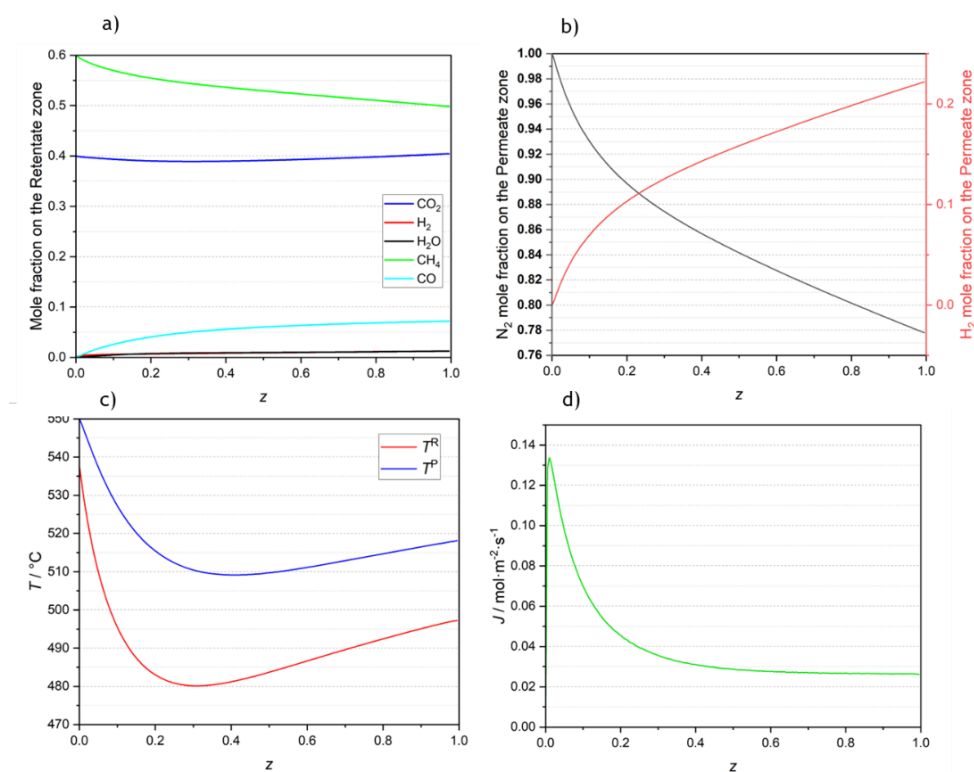 a)
Mole fraction on the Retentate zone
0.6
0.5
0.4
0.3
0.2
0.1
0.0
CO₂
H₂
H₂O
CH₄
CO
0.0 0.2 0.4 0.6 0.8 1.0
z
b)
N₂ mole fraction on the Permeate zone
1.00
0.98
0.96
0.94
0.92
0.90
0.88
0.86
0.84
0.82
0.80
0.78
0.76
0.2
0.1
0.0
H₂ mole fraction on the Permeate zone
0.0 0.2 0.4 0.6 0.8 1.0
z
c)
T / °C
550
540
530
520
510
500
490
480
470
Tᴿ
Tᴾ
0.0 0.2 0.4 0.6 0.8 1.0
z
d)
J / mol·m⁻²·s⁻¹
0.14
0.12
0.10
0.08
0.06
0.04
0.02
0.00
0.0 0.2 0.4 0.6 0.8 1.0
z